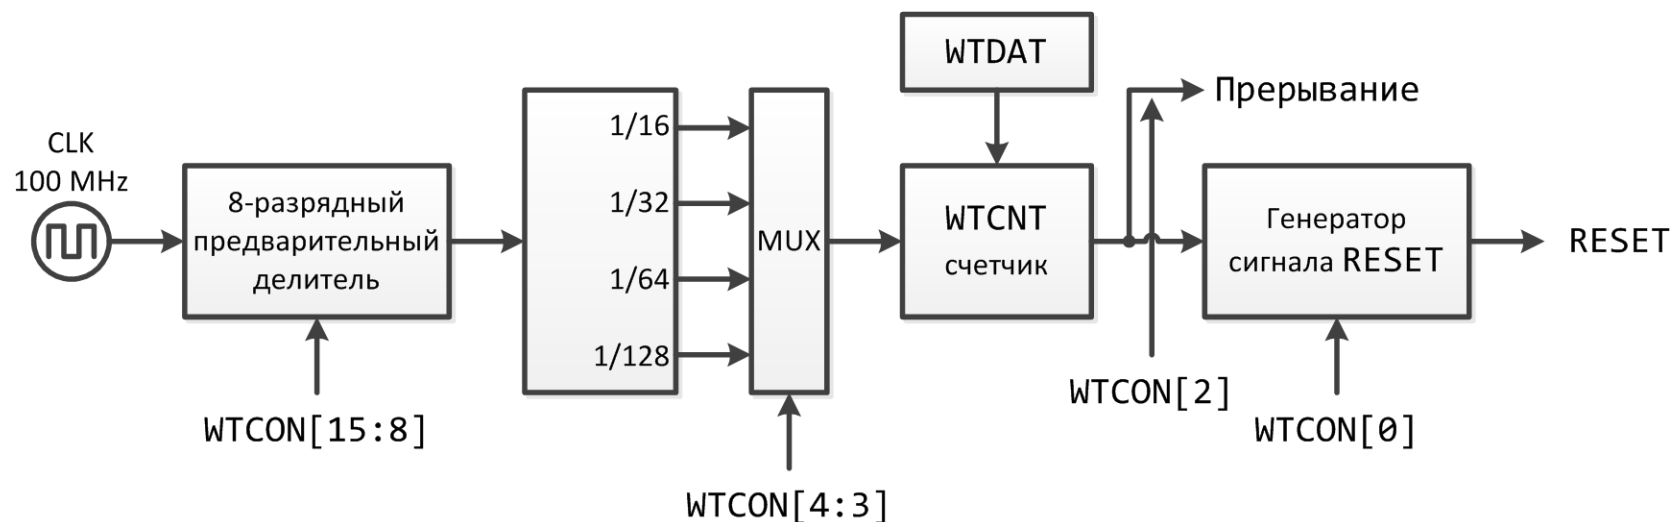 CLK
100 MHz
8-разрядный
предварительный
делитель
WTCON[15:8]
1/16
1/32
1/64
1/128
MUX
WTCON[4:3]
WTDAT
WTCNT
счетчик
Прерывание
WTCON[2]
Генератор
сигнала RESET
WTCON[0]
RESET